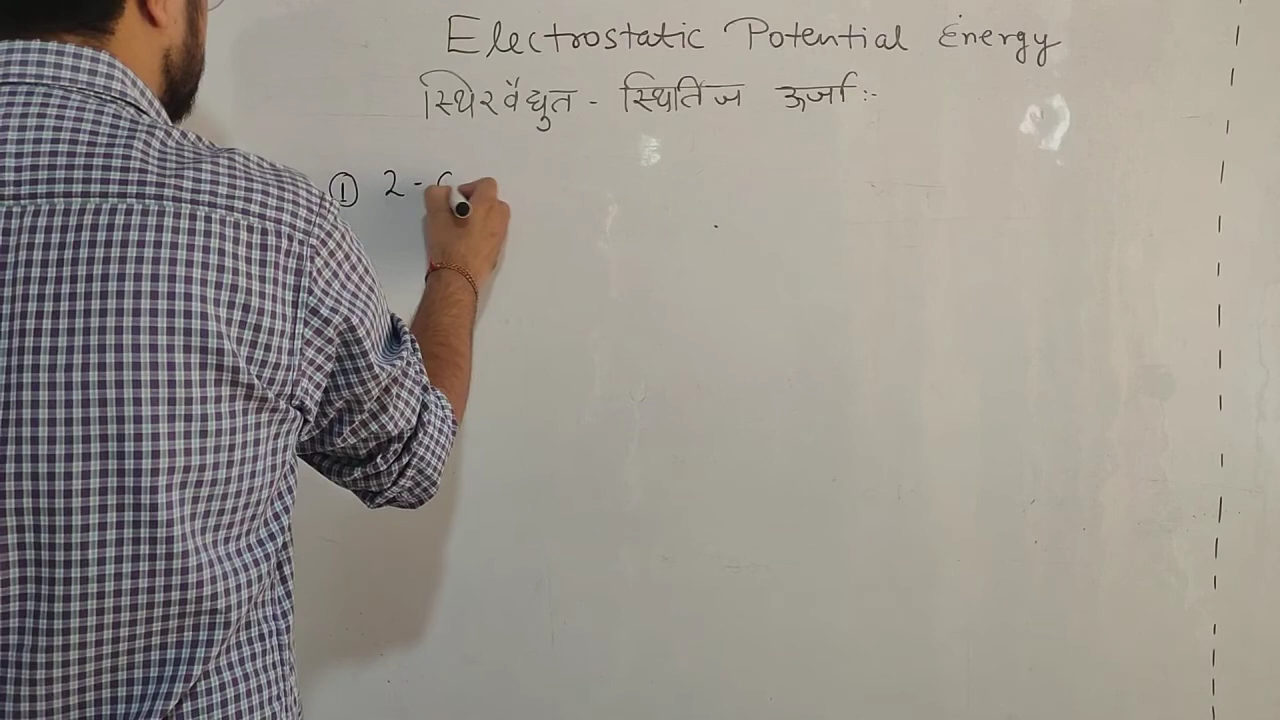 Electrostatic Potential Energy
स्थिरवैद्युत - स्थितिज ऊर्जा :-
① 2-